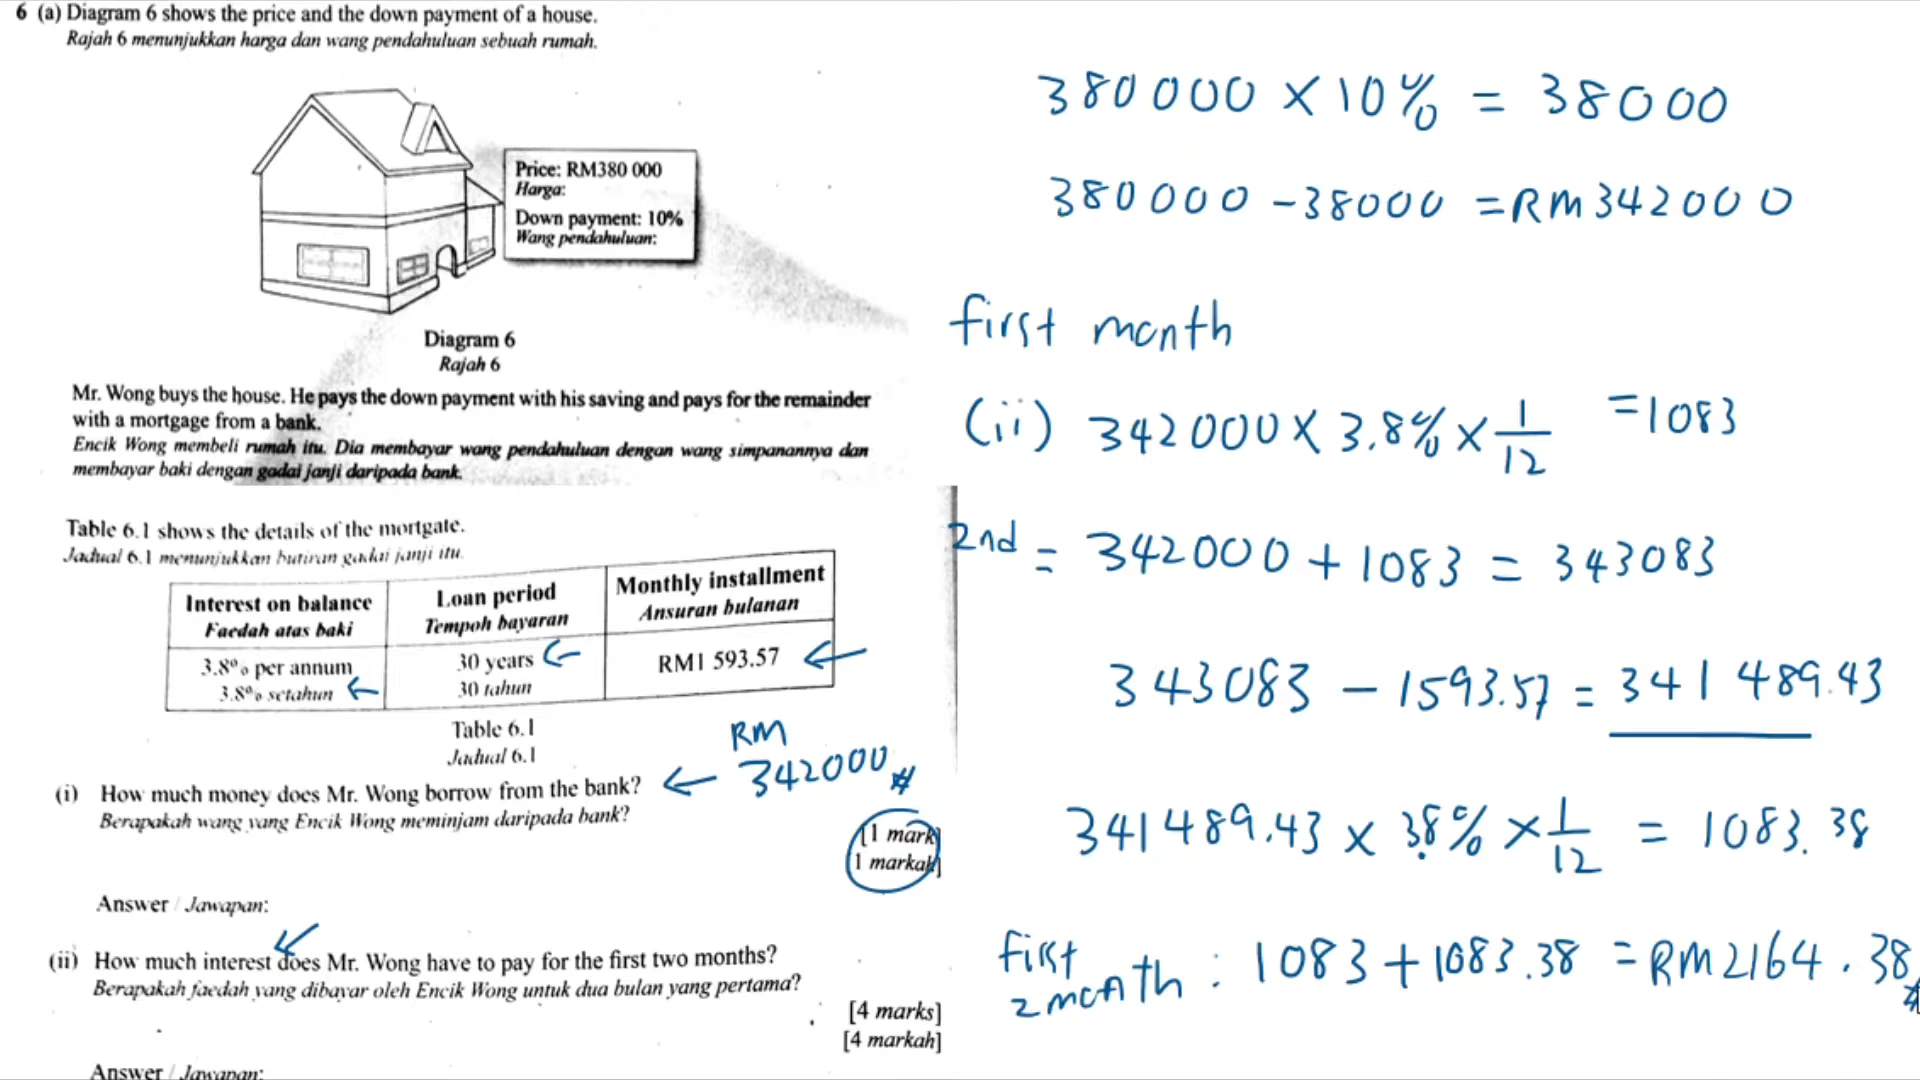 6 (a) Diagram 6 shows the price and the down payment of a house.
Rajah 6 menunjukkan harga dan wang pendahuluan sebuah rumah.
Price: RM380 000
Harga:
Down payment: 10%
Wang pendahuluan:
Diagram 6
Rajah 6
Mr. Wong buys the house. He pays the down payment with his saving and pays for the remainder
with a mortgage from a bank.
Encik Wong membeli rumah itu. Dia membayar wang pendahuluan dengan wang simpanannya dan
membayar baki dengan gadai janji daripada bank.
Table 6.1 shows the details of the mortgate.
Jadual 6.1 menunjukkan butiran gadai janji itu.
Interest on balance
Faedah atas baki
Loan period
Tempoh bayaran
Monthly installment
Ansuran bulanan
3.8% per annum
3.8% setahun ←
30 years ←
30 tahun
RM1 593.57 ←
Table 6.1
Jadual 6.1
(i) How much money does Mr. Wong borrow from the bank?
Berapakah wang yang Encik Wong meminjam daripada bank?
← RM
342000 #
[1 mark]
[1 markah]
Answer / Jawapan:
(ii) How much interest does Mr. Wong have to pay for the first two months?
Berapakah faedah yang dibayar oleh Encik Wong untuk dua bulan yang pertama?
[4 marks]
[4 markah]
Answer / Jawapan:
380000 × 10% = 38000
380000 - 38000 = RM342000
first month
(ii) 342000 × 3.8% × 1/12 = 1083
2nd = 342000 + 1083 = 343083
343083 - 1593.57 = 341 489.43
341489.43 × 3.8% × 1/12 = 1083.38
first
2 month : 1083 + 1083.38 = RM2164.38 #